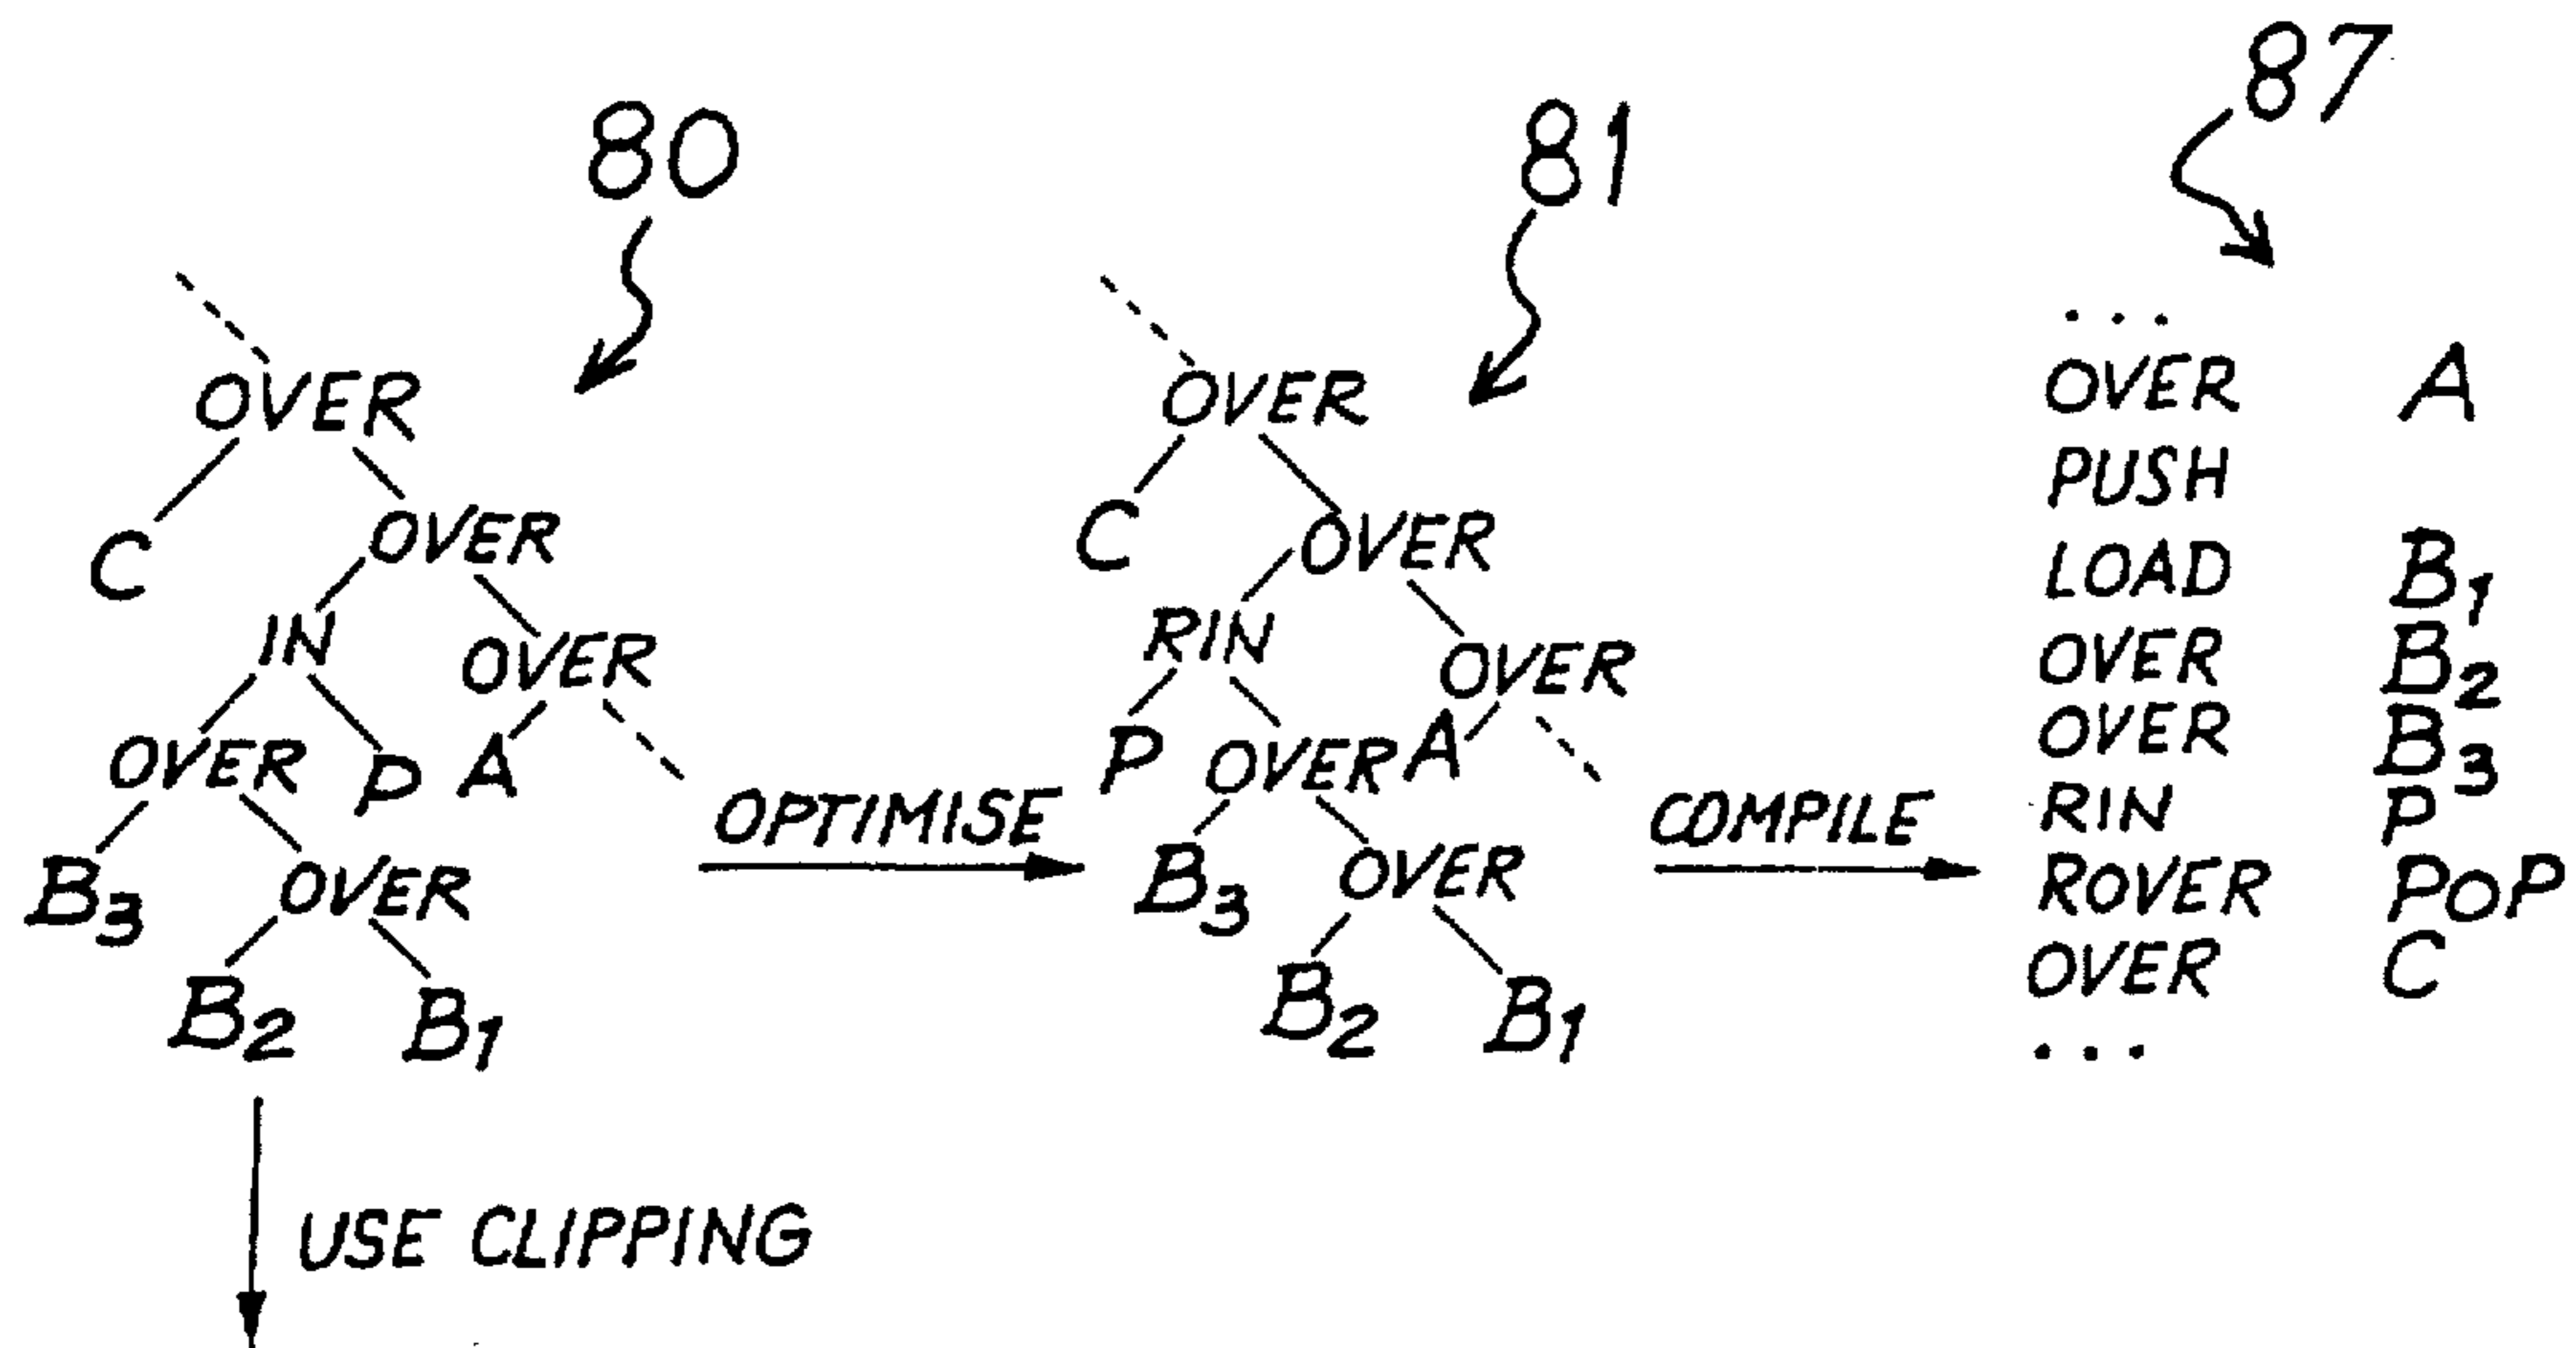 80
81
87
OVER
C
OVER
IN
OVER
OVER
P
A
B3
OVER
B2
B1
OPTIMISE
OVER
C
OVER
RIN
OVER
P
OVER
A
B3
OVER
B2
B1
COMPILE
...
OVER A
PUSH
LOAD B1
OVER B2
OVER B3
RIN P
ROVER POP
OVER C
...
USE CLIPPING